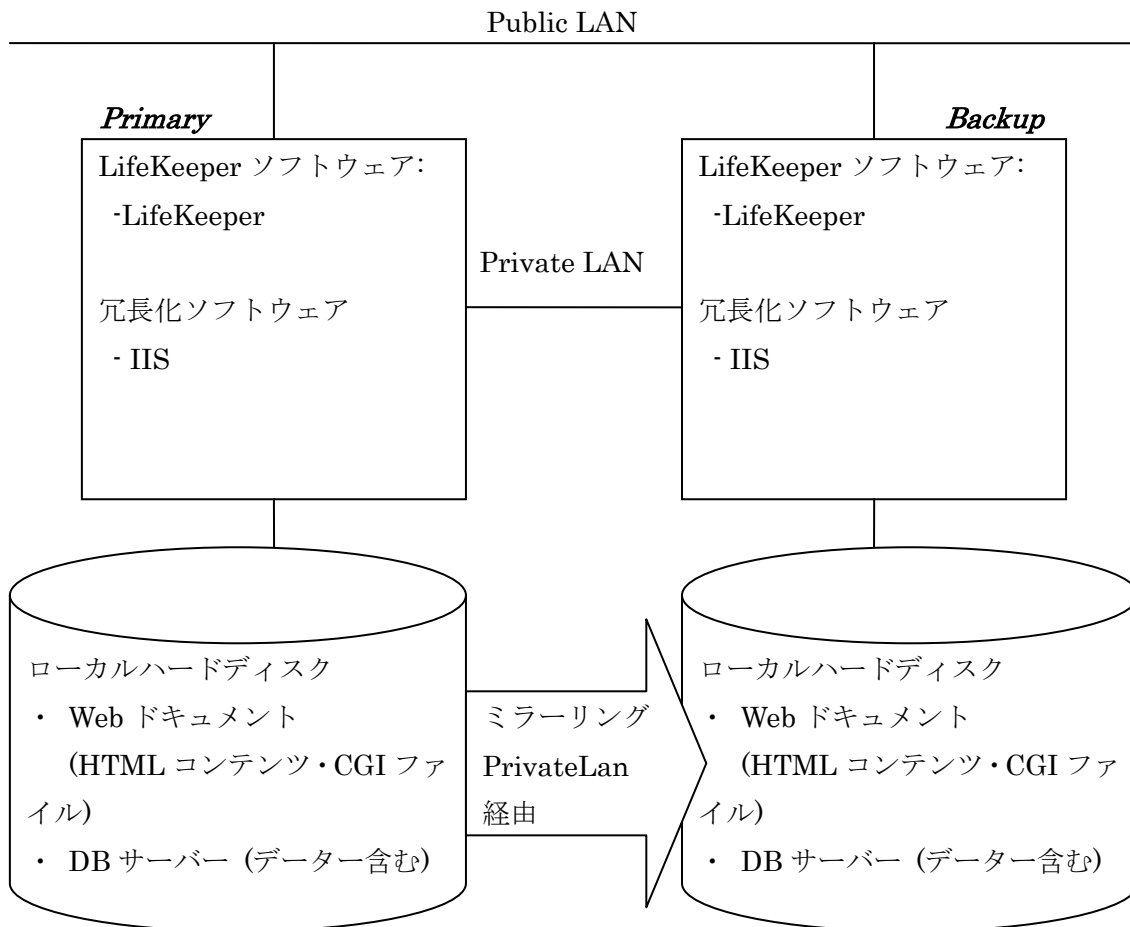 Public LAN
Primary
Backup
LifeKeeper ソフトウェア:
-LifeKeeper
冗長化ソフトウェア
- IIS
Private LAN
LifeKeeper ソフトウェア:
-LifeKeeper
冗長化ソフトウェア
- IIS
ローカルハードディスク
・ Web ドキュメント
(HTML コンテンツ・CGI ファ
イル)
・ DB サーバー (データー含む)
ミラーリング
PrivateLan
経由
ローカルハードディスク
・ Web ドキュメント
(HTML コンテンツ・CGI ファ
イル)
・ DB サーバー (データー含む)